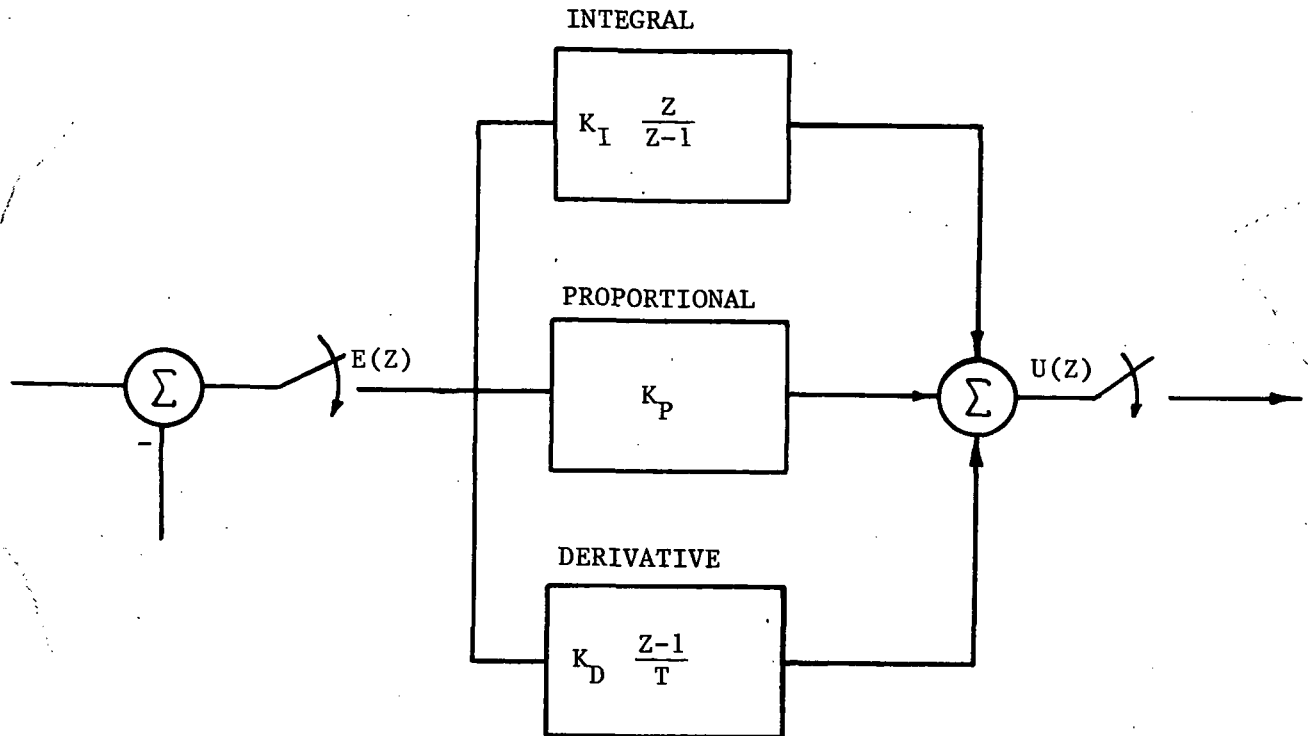 INTEGRAL
K_I Z/(Z-1)
PROPORTIONAL
E(Z)
K_P
U(Z)
Σ
Σ
-
DERIVATIVE
K_D (Z-1)/T